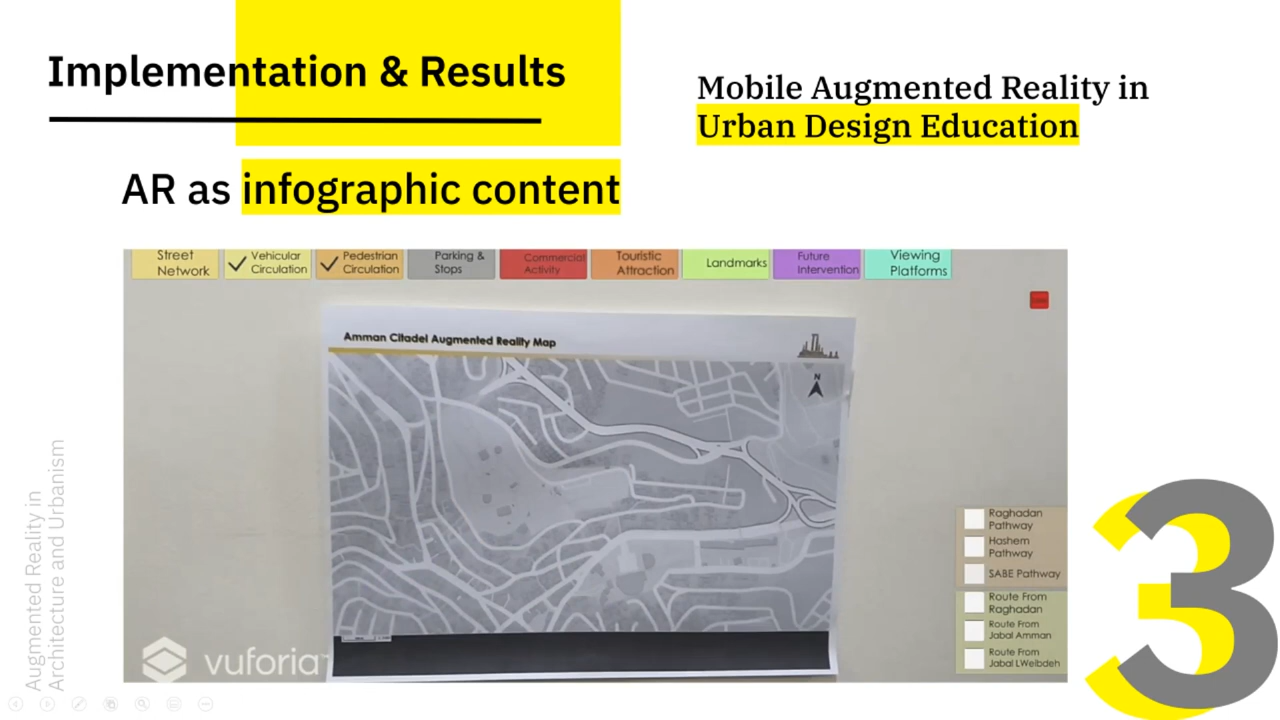 Implementation & Results
Mobile Augmented Reality in
Urban Design Education
AR as infographic content
Street
Network
Vehicular
Circulation
Pedestrian
Circulation
Parking &
Stops
Commercial
Activity
Touristic
Attraction
Landmarks
Future
Intervention
Viewing
Platforms
Amman Citadel Augmented Reality Map
N
Raghadan
Pathway
Hashem
Pathway
SABE Pathway
Route From
Raghadan
Route From
Jabal Amman
Route From
Jabal LWeibdeh
vuforia
Augmented Reality in
Architecture and Urbanism
3